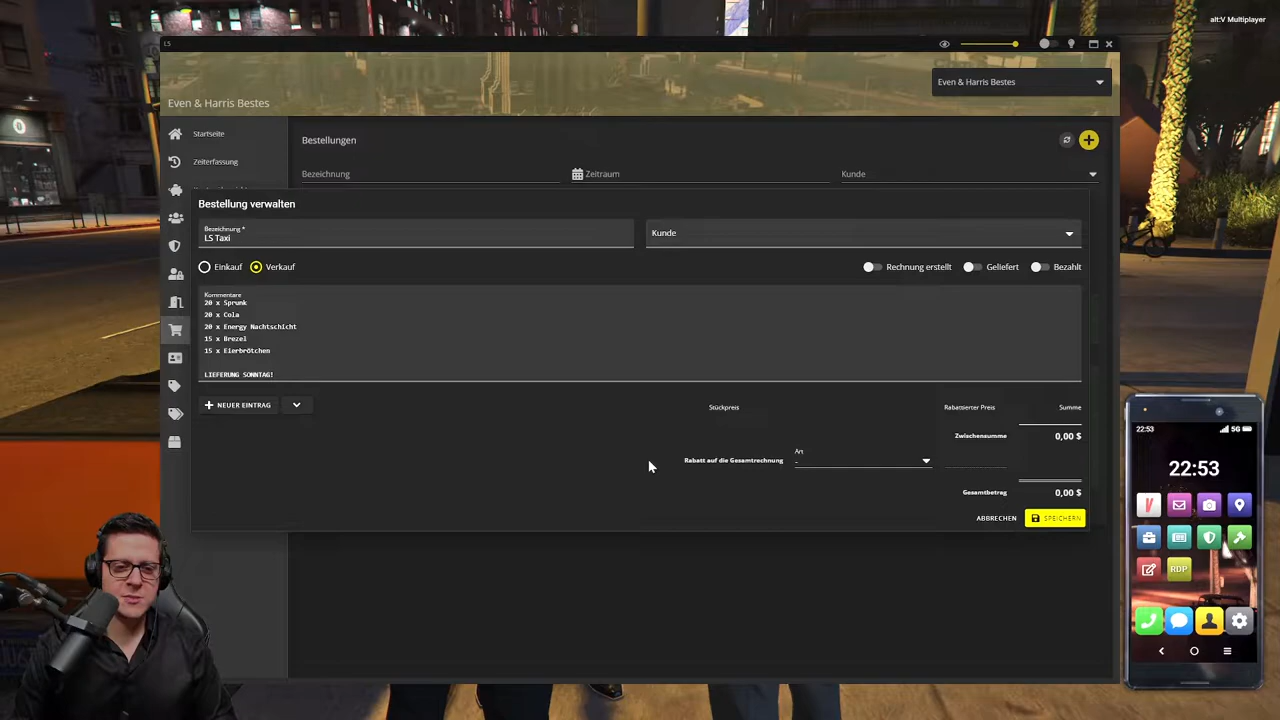 alt:V Multiplayer
LS
Even & Harris Bestes
Even & Harris Bestes
Startseite
Bestellungen
Zeiterfassung
Bezeichnung
Zeitraum
Kunde
Bestellung verwalten
Bezeichnung *
LS Taxi
Kunde
Einkauf
Verkauf
Rechnung erstellt
Geliefert
Bezahlt
Kommentare
20 x Sprunk
20 x Cola
20 x Energy Nachtschicht
15 x Brezel
15 x Eierbrötchen
LIEFERUNG SONNTAG!
+ NEUER EINTRAG
Stückpreis
Rabattierter Preis
Summe
Zwischensumme
0,00 $
Rabatt auf die Gesamtrechnung
Art
-
Gesamtbetrag
0,00 $
ABBRECHEN
SPEICHERN
22:53
5G
22:53
RDP